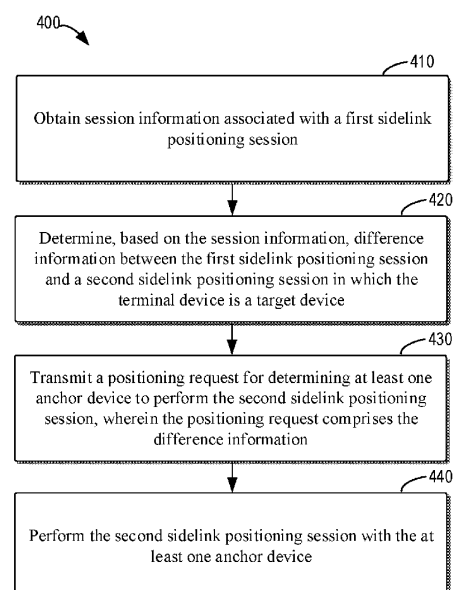 400
410
Obtain session information associated with a first sidelink
positioning session
420
Determine, based on the session information, difference
information between the first sidelink positioning session
and a second sidelink positioning session in which the
terminal device is a target device
430
Transmit a positioning request for determining at least one
anchor device to perform the second sidelink positioning
session, wherein the positioning request comprises the
difference information
440
Perform the second sidelink positioning session with the at
least one anchor device